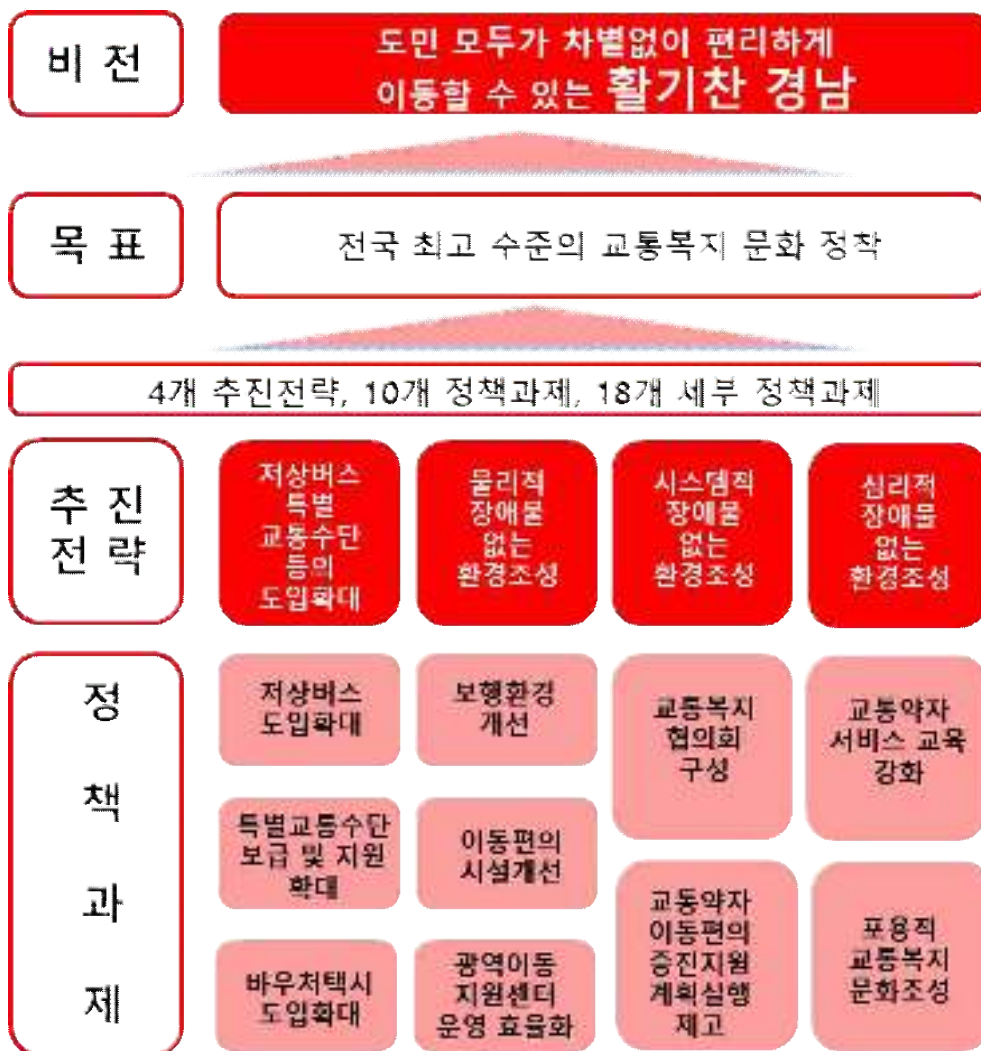 비 전
도민 모두가 차별없이 편리하게
이동할 수 있는 활기찬 경남
목 표
전국 최고 수준의 교통복지 문화 정착
4개 추진전략, 10개 정책과제, 18개 세부 정책과제
추 진
전 략
저상버스
특별
교통수단
등의
도입확대
물리적
장애물
없는
환경조성
시스템적
장애물
없는
환경조성
심리적
장애물
없는
환경조성
정
책
과
제
저상버스
도입확대
보행환경
개선
교통복지
협의회
구성
교통약자
서비스 교육
강화
특별교통수단
보급 및 지원
확대
이동편의
시설개선
교통약자
이동편의
증진지원
계획실행
제고
포용적
교통복지
문화조성
바우처택시
도입확대
광역이동
지원센터
운영 효율화